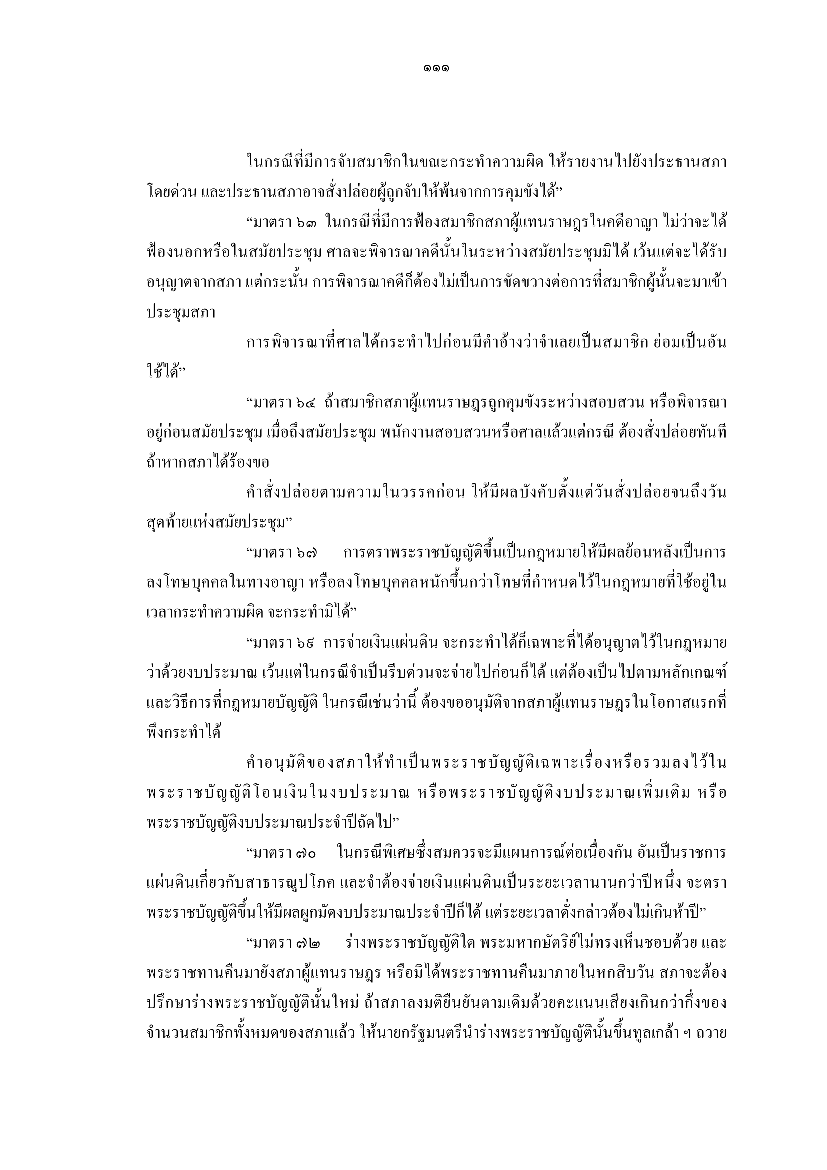 ๑๑๑
ในกรณีที่มีการจับสมาชิกในขณะกระทำความผิด ให้รายงานไปยังประธานสภา
โดยด่วน และประธานสภาอาจสั่งปล่อยผู้ถูกจับให้พ้นจากการคุมขังได้”
“มาตรา ๖๓ ในกรณีที่มีการฟ้องสมาชิกสภาผู้แทนราษฎรในคดีอาญา ไม่ว่าจะได้
ฟ้องนอกหรือในสมัยประชุม ศาลจะพิจารณาคดีนั้นในระหว่างสมัยประชุมมิได้ เว้นแต่จะได้รับ
อนุญาตจากสภา แต่กระนั้น การพิจารณาคดีก็ต้องไม่เป็นการขัดขวางต่อการที่สมาชิกผู้นั้นจะมาเข้า
ประชุมสภา
การพิจารณาที่ศาลได้กระทำไปก่อนมีคำอ้างว่าจำเลยเป็นสมาชิก ย่อมเป็นอัน
ใช้ได้”
“มาตรา ๖๔ ถ้าสมาชิกสภาผู้แทนราษฎรถูกคุมขังระหว่างสอบสวน หรือพิจารณา
อยู่ก่อนสมัยประชุม เมื่อถึงสมัยประชุม พนักงานสอบสวนหรือศาลแล้วแต่กรณี ต้องสั่งปล่อยทันที
ถ้าหากสภาได้ร้องขอ
คำสั่งปล่อยตามความในวรรคก่อน ให้มีผลบังคับตั้งแต่วันสั่งปล่อยจนถึงวัน
สุดท้ายแห่งสมัยประชุม”
“มาตรา ๖๗ การตราพระราชบัญญัติขึ้นเป็นกฎหมายให้มีผลย้อนหลังเป็นการ
ลงโทษบุคคลในทางอาญา หรือลงโทษบุคคลหนักขึ้นกว่าโทษที่กำหนดไว้ในกฎหมายที่ใช้อยู่ใน
เวลากระทำความผิด จะกระทำมิได้”
“มาตรา ๖๙ การจ่ายเงินแผ่นดิน จะกระทำได้ก็เฉพาะที่ได้อนุญาตไว้ในกฎหมาย
ว่าด้วยงบประมาณ เว้นแต่ในกรณีจำเป็นรีบด่วนจะจ่ายไปก่อนก็ได้ แต่ต้องเป็นไปตามหลักเกณฑ์
และวิธีการที่กฎหมายบัญญัติ ในกรณีเช่นว่านี้ ต้องขออนุมัติจากสภาผู้แทนราษฎรในโอกาสแรกที่
พึงกระทำได้
คำอนุมัติของสภาให้ทำเป็นพระราชบัญญัติเฉพาะเรื่องหรือรวมลงไว้ใน
พระราชบัญญัติโอนเงินในงบประมาณ หรือพระราชบัญญัติงบประมาณเพิ่มเติม หรือ
พระราชบัญญัติงบประมาณประจำปีถัดไป”
“มาตรา ๗๐ ในกรณีพิเศษซึ่งสมควรจะมีแผนการณ์ต่อเนื่องกัน อันเป็นราชการ
แผ่นดินเกี่ยวกับสาธารณูปโภค และจำต้องจ่ายเงินแผ่นดินเป็นระยะเวลานานกว่าปีหนึ่ง จะตรา
พระราชบัญญัติขึ้นให้มีผลผูกมัดงบประมาณประจำปีก็ได้ แต่ระยะเวลาดั่งกล่าวต้องไม่เกินห้าปี”
“มาตรา ๗๒ ร่างพระราชบัญญัติใด พระมหากษัตริย์ไม่ทรงเห็นชอบด้วย และ
พระราชทานคืนมายังสภาผู้แทนราษฎร หรือมิได้พระราชทานคืนมาภายในหกสิบวัน สภาจะต้อง
ปรึกษาร่างพระราชบัญญัตินั้นใหม่ ถ้าสภาลงมติยืนยันตามเดิมด้วยคะแนนเสียงเกินกว่ากึ่งของ
จำนวนสมาชิกทั้งหมดของสภาแล้ว ให้นายกรัฐมนตรีนำร่างพระราชบัญญัตินั้นขึ้นทูลเกล้า ฯ ถวาย